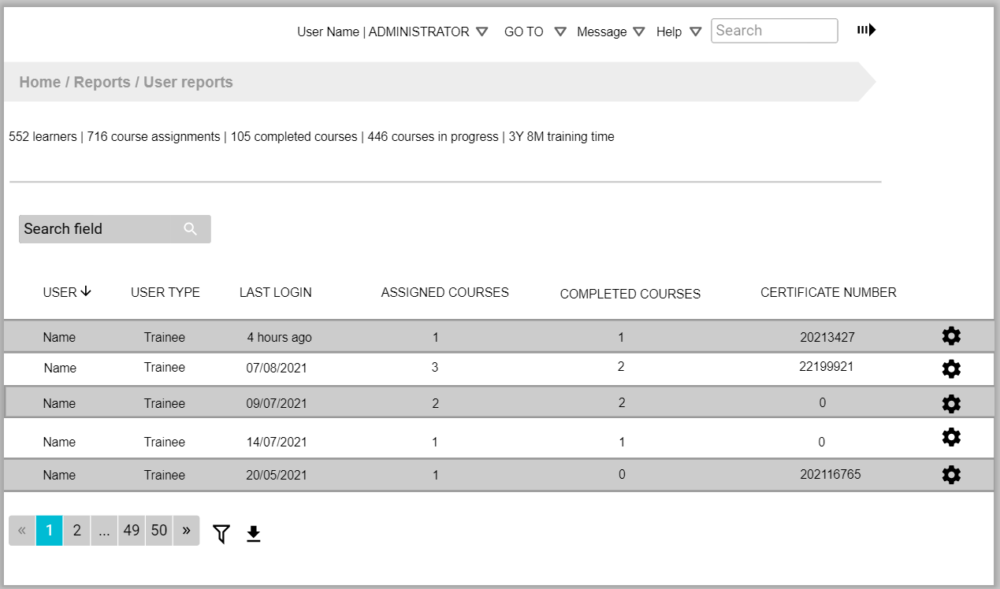 User Name | ADMINISTRATOR GO TO Message Help Search
Home / Reports / User reports
552 learners | 716 course assignments | 105 completed courses | 446 courses in progress | 3Y 8M training time
Search field
USER USER TYPE LAST LOGIN ASSIGNED COURSES COMPLETED COURSES CERTIFICATE NUMBER
Name Trainee 4 hours ago 1 1 20213427
Name Trainee 07/08/2021 3 2 22199921
Name Trainee 09/07/2021 2 2 0
Name Trainee 14/07/2021 1 1 0
Name Trainee 20/05/2021 1 0 202116765
« 1 2 ... 49 50 »